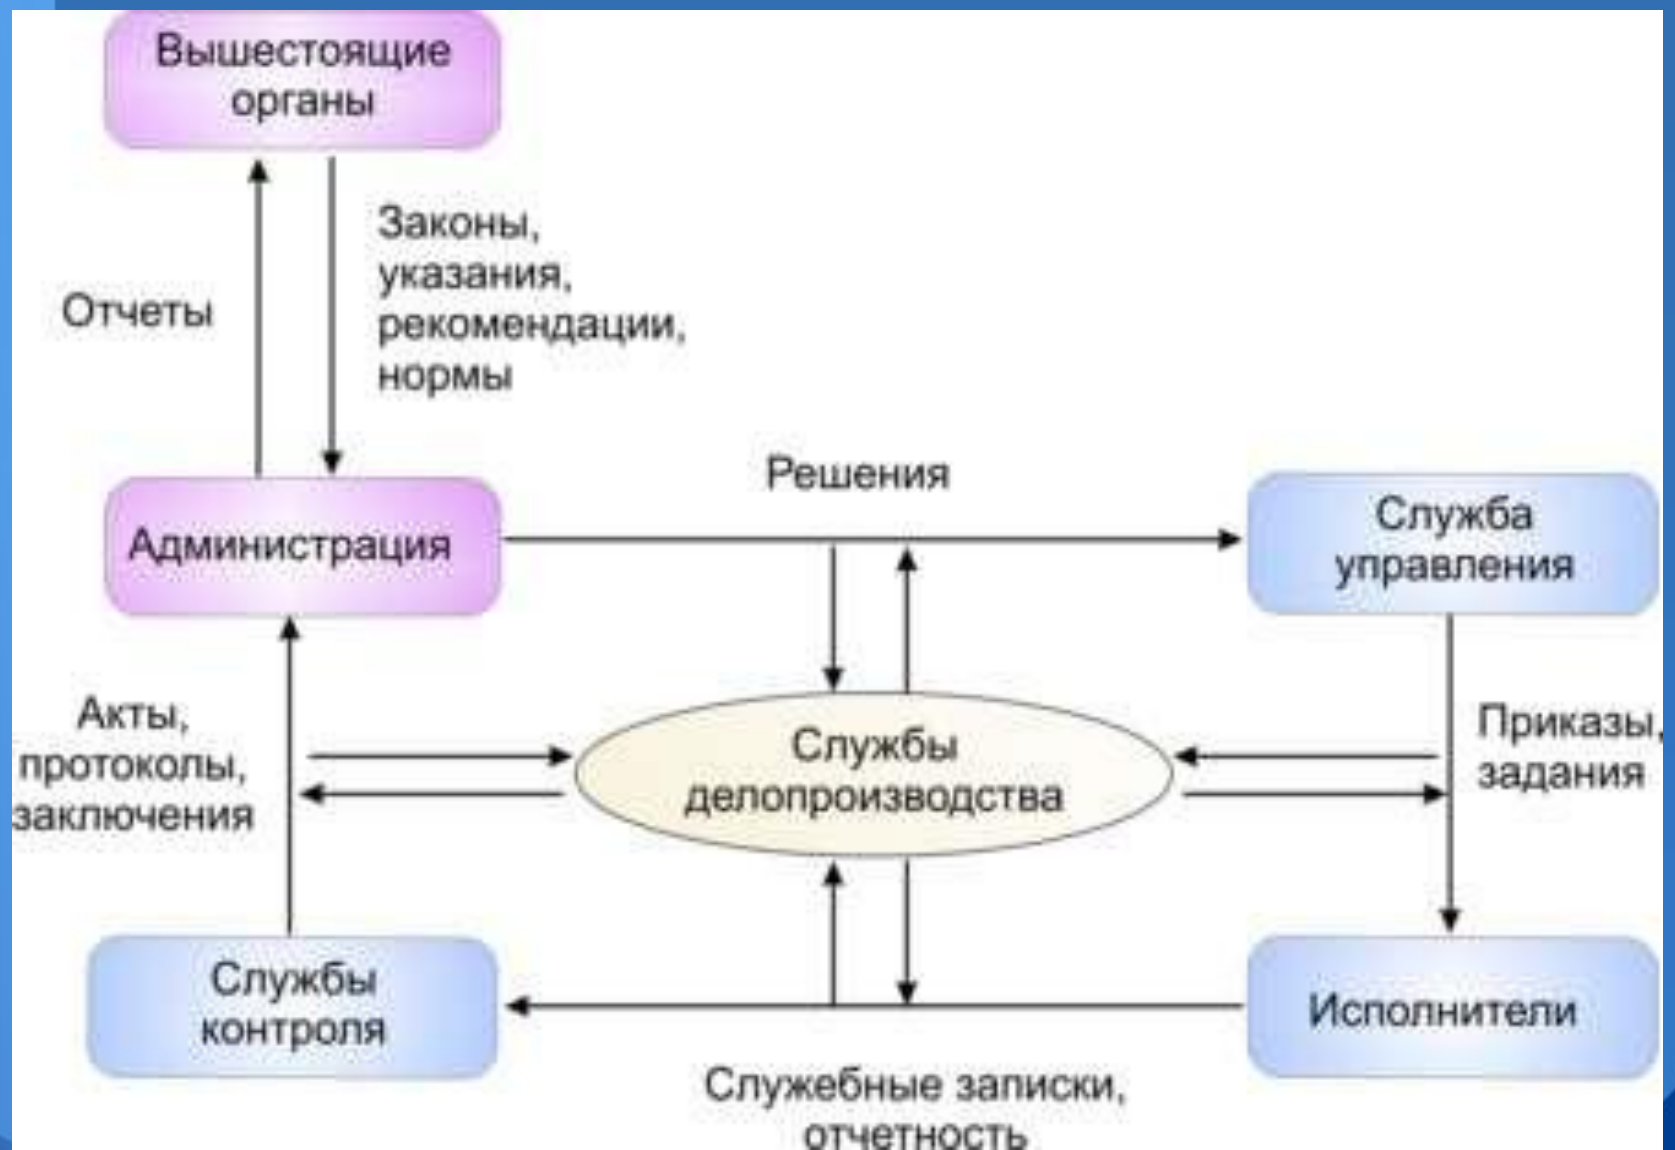 Вышестоящие
органы
Отчеты
Законы,
указания,
рекомендации,
нормы
Решения
Администрация
Служба
управления
Акты,
протоколы,
заключения
Службы
делопроизводства
Приказы,
задания
Службы
контроля
Исполнители
Служебные записки,
отчетность